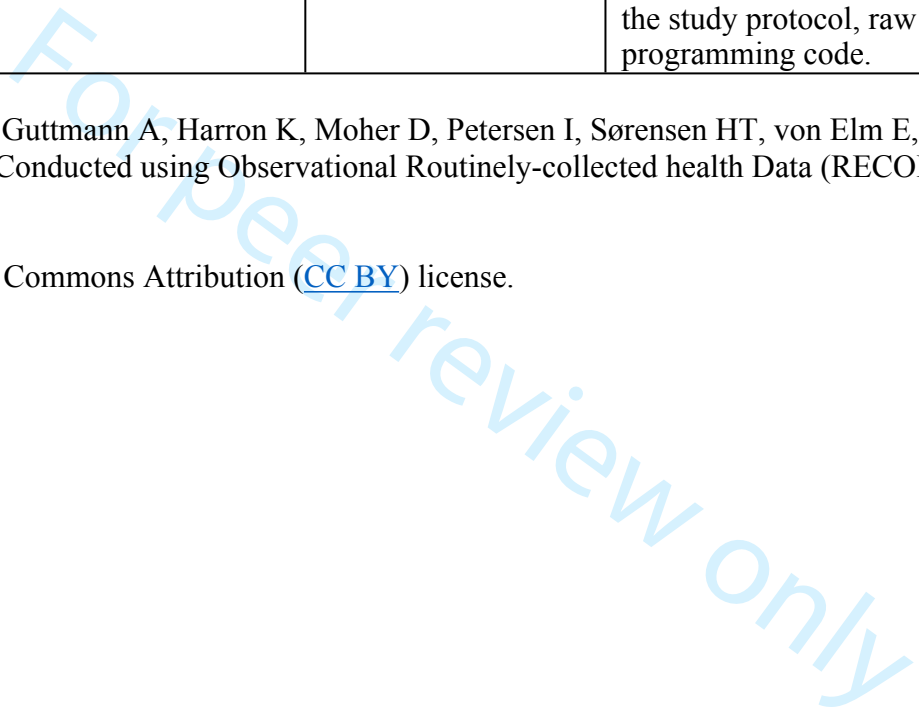 the study protocol, raw
programming code.
Guttmann A, Harron K, Moher D, Petersen I, Sørensen HT, von Elm E,
Conducted using Observational Routinely-collected health Data (RECO
Commons Attribution (CC BY) license.
For peer review only